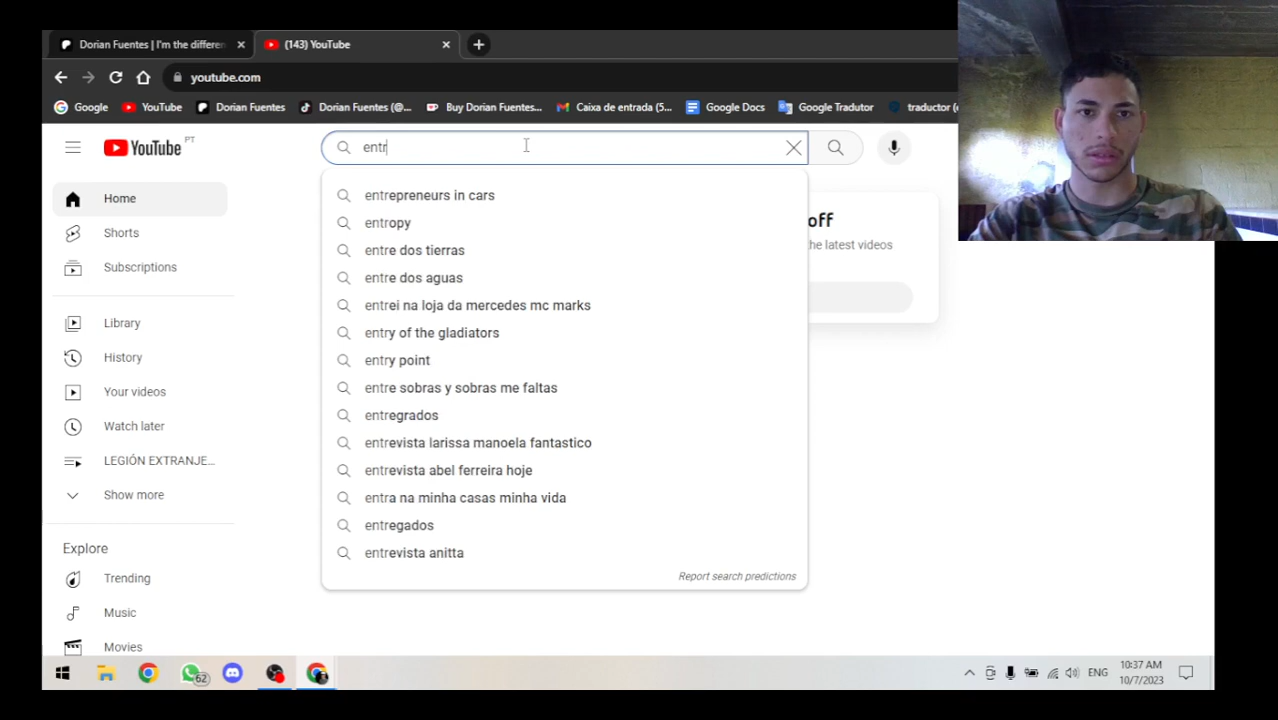 Dorian Fuentes | I'm the differen
(143) YouTube
youtube.com
Google YouTube Dorian Fuentes Dorian Fuentes (@... Buy Dorian Fuentes... Caixa de entrada (5... Google Docs Google Tradutor traductor (
YouTube PT
entr
Home
Shorts
Subscriptions
Library
History
Your videos
Watch later
LEGIÓN EXTRANJE...
Show more
Explore
Trending
Music
Movies
entrepreneurs in cars
entropy
entre dos tierras
entre dos aguas
entrei na loja da mercedes mc marks
entry of the gladiators
entry point
entre sobras y sobras me faltas
entregrados
entrevista larissa manoela fantastico
entrevista abel ferreira hoje
entra na minha casas minha vida
entregados
entrevista anitta
Report search predictions
off
the latest videos
62
ENG
10:37 AM
10/7/2023